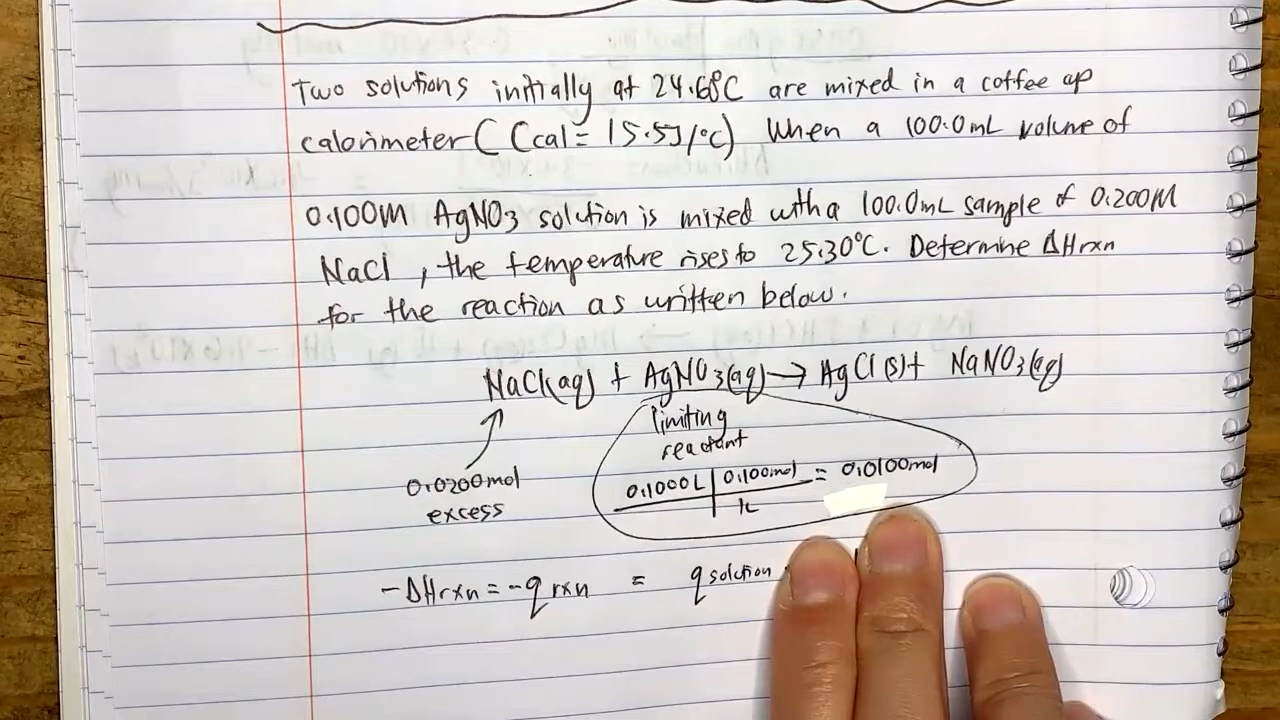 Two solutions initially at 24.68°C are mixed in a coffee cup
calorimeter (Ccal = 15.5J/°C) When a 100.0mL volume of
0.100M AgNO3 solution is mixed with a 100.0mL sample of 0.200M
NaCl, the temperature rises to 25.30°C. Determine ΔHrxn
for the reaction as written below.
NaCl(aq) + AgNO3(aq) → AgCl(s) + NaNO3(aq)
limiting
reactant
0.1000L | 0.100mol = 0.0100mol
1L
0.0200mol
excess
-ΔHrxn = -q rxn = q solution